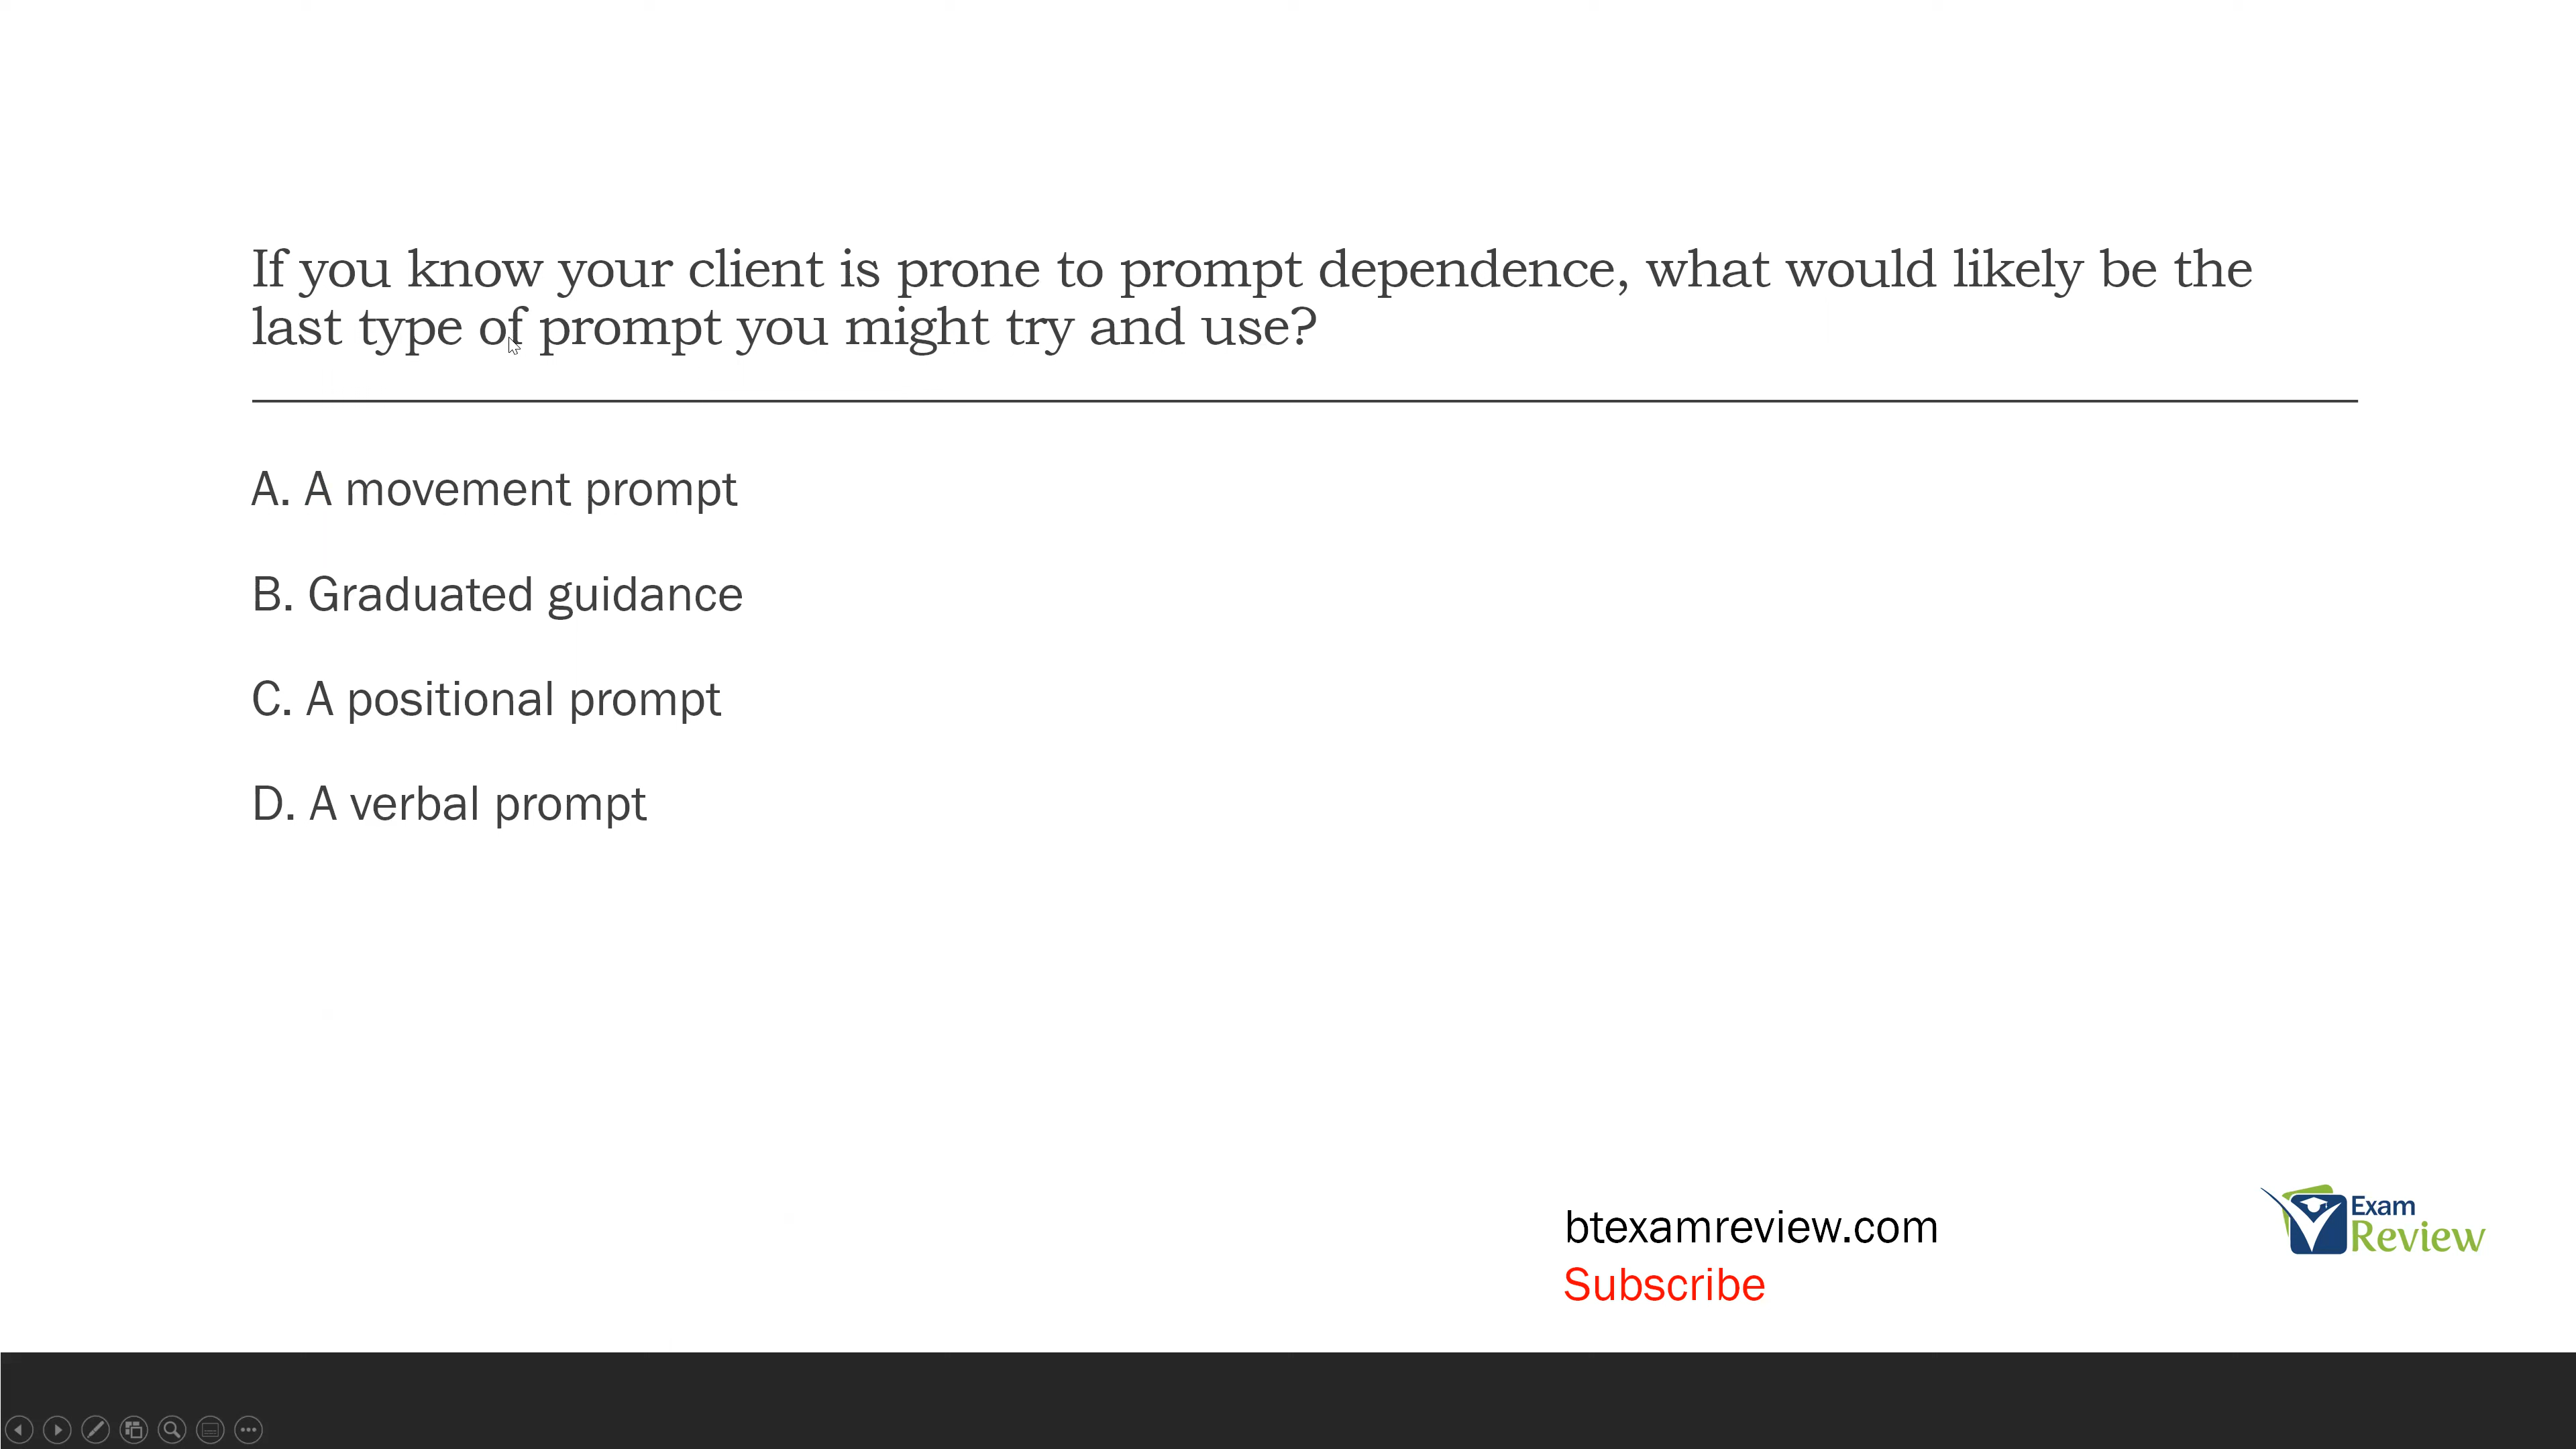 If you know your client is prone to prompt dependence, what would likely be the
last type of prompt you might try and use?
A. A movement prompt
B. Graduated guidance
C. A positional prompt
D. A verbal prompt
btexamreview.com
Subscribe
Exam
Review